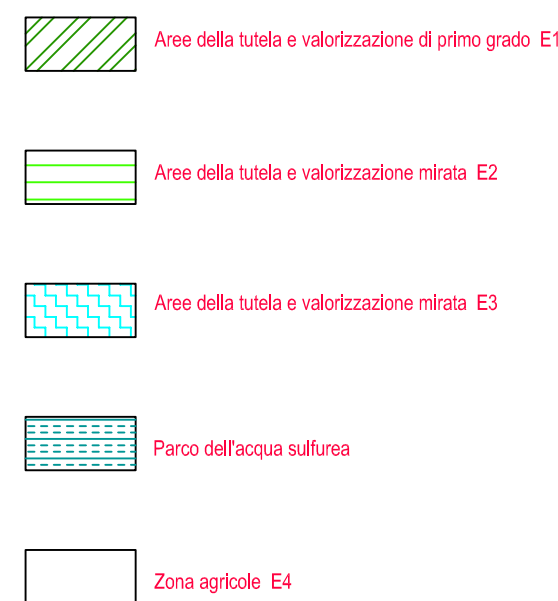 Aree della tutela e valorizzazione di primo grado E1
Aree della tutela e valorizzazione mirata E2
Aree della tutela e valorizzazione mirata E3
Parco dell'acqua sulfurea
Zona agricole E4